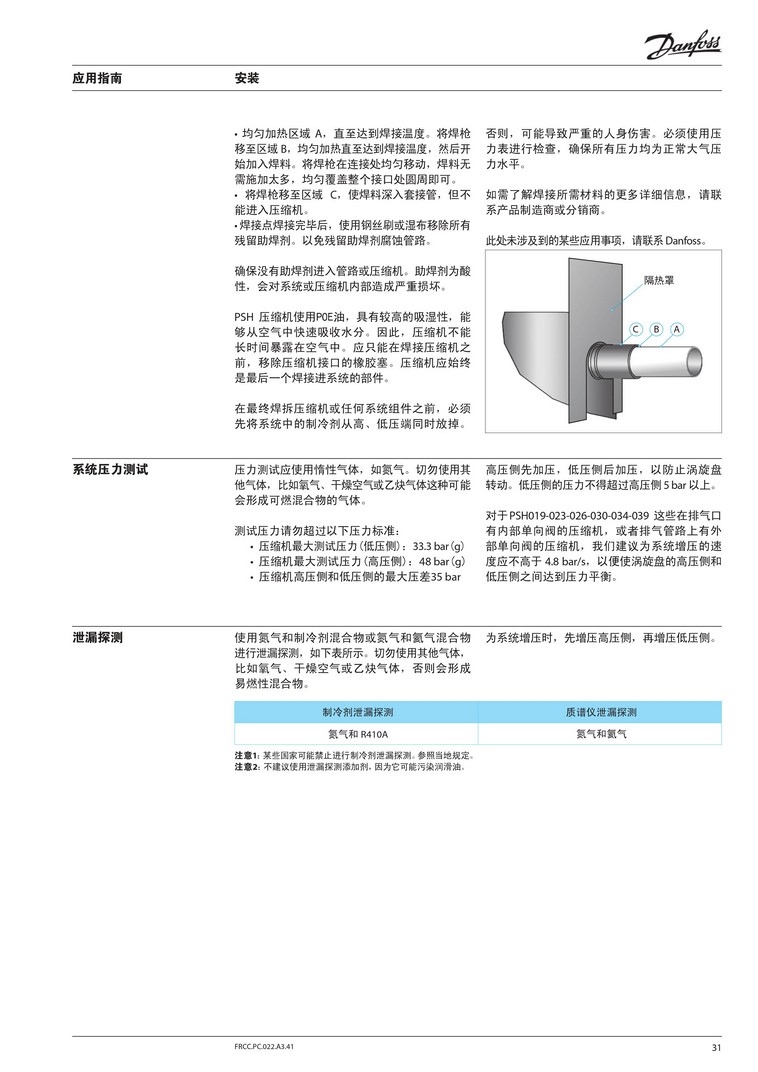 Danfoss
应用指南
安装
• 均匀加热区域 A，直至达到焊接温度。将焊枪
移至区域 B，均匀加热直至达到焊接温度，然后开
始加入焊料。将焊枪在连接处均匀移动，焊料无
需施加太多，均匀覆盖整个接口处圆周即可。
• 将焊枪移至区域 C，使焊料深入套接管，但不
能进入压缩机。
• 焊接点焊接完毕后，使用钢丝刷或湿布移除所有
残留助焊剂。以免残留助焊剂腐蚀管路。
确保没有助焊剂进入管路或压缩机。助焊剂为酸
性，会对系统或压缩机内部造成严重损坏。
PSH 压缩机使用POE油，具有较高的吸湿性，能
够从空气中快速吸收水分。因此，压缩机不能
长时间暴露在空气中。应只能在焊接压缩机之
前，移除压缩机接口的橡胶塞。压缩机应始终
是最后一个焊接进系统的部件。
在最终焊拆压缩机或任何系统组件之前，必须
先将系统中的制冷剂从高、低压端同时放掉。
否则，可能导致严重的人身伤害。必须使用压
力表进行检查，确保所有压力均为正常大气压
力水平。
如需了解焊接所需材料的更多详细信息，请联
系产品制造商或分销商。
此处未涉及到的某些应用事项，请联系 Danfoss。
隔热罩
C B A
系统压力测试
压力测试应使用惰性气体，如氮气。切勿使用其
他气体，比如氧气、干燥空气或乙炔气体这种可能
会形成可燃混合物的气体。
测试压力请勿超过以下压力标准：
• 压缩机最大测试压力（低压侧）：33.3 bar（g）
• 压缩机最大测试压力（高压侧）：48 bar（g）
• 压缩机高压侧和低压侧的最大压差35 bar
高压侧先加压，低压侧后加压，以防止涡旋盘
转动。低压侧的压力不得超过高压侧 5 bar 以上。
对于PSH019-023-026-030-034-039 这些在排气口
有内部单向阀的压缩机，或者排气管路上有外
部单向阀的压缩机，我们建议为系统增压的速
度应不高于 4.8 bar/s，以便使涡旋盘的高压侧和
低压侧之间达到压力平衡。
泄漏探测
使用氮气和制冷剂混合物或氮气和氦气混合物
进行泄漏探测，如下表所示。切勿使用其他气体，
比如氧气、干燥空气或乙炔气体，否则会形成
易燃性混合物。
为系统增压时，先增压高压侧，再增压低压侧。
制冷剂泄漏探测
质谱仪泄漏探测
氮气和 R410A
氮气和氦气
注意1：某些国家可能禁止进行制冷剂泄漏探测。参照当地规定。
注意2：不建议使用泄漏探测添加剂，因为它可能污染润滑油。
FRCC.PC.022.A3.41
31